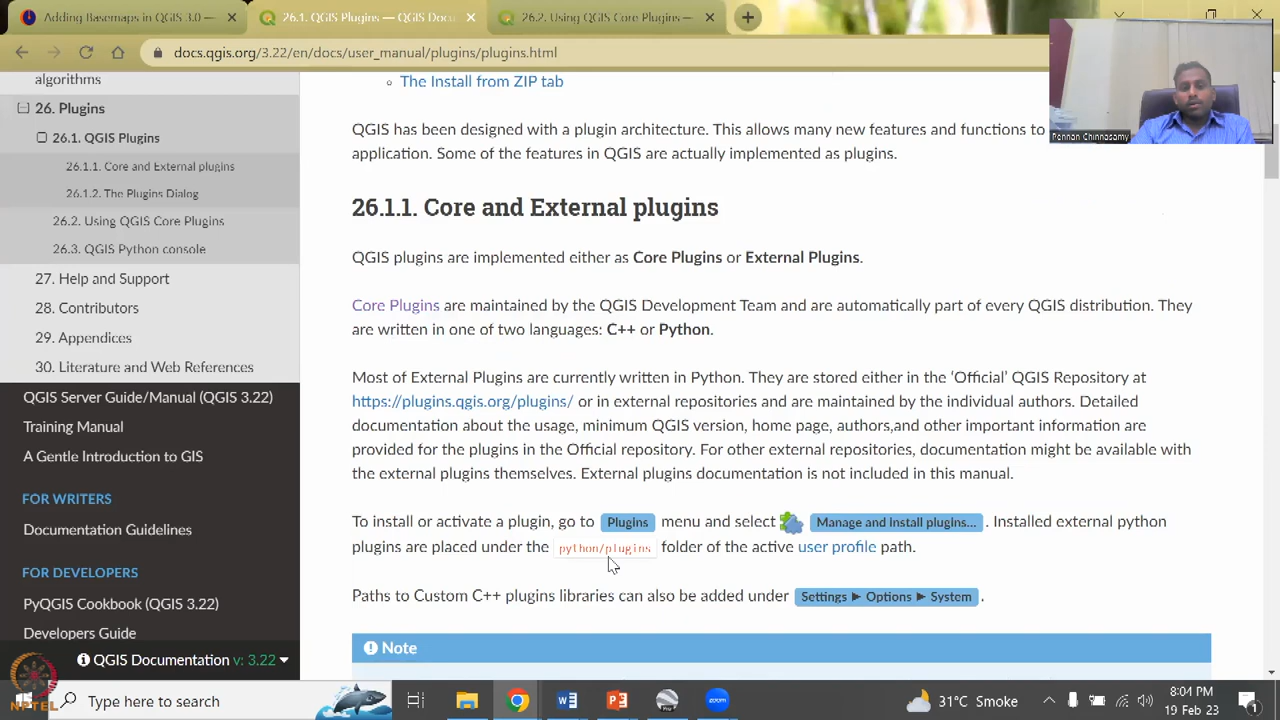 Adding Basemaps in QGIS 3.0 —
26.1. QGIS Plugins — QGIS Docu
26.2. Using QGIS Core Plugins —
docs.qgis.org/3.22/en/docs/user_manual/plugins/plugins.html
algorithms
26. Plugins
26.1. QGIS Plugins
26.1.1. Core and External plugins
26.1.2. The Plugins Dialog
26.2. Using QGIS Core Plugins
26.3. QGIS Python console
27. Help and Support
28. Contributors
29. Appendices
30. Literature and Web References
QGIS Server Guide/Manual (QGIS 3.22)
Training Manual
A Gentle Introduction to GIS
FOR WRITERS
Documentation Guidelines
FOR DEVELOPERS
PyQGIS Cookbook (QGIS 3.22)
Developers Guide
QGIS Documentation v: 3.22
The Install from ZIP tab
QGIS has been designed with a plugin architecture. This allows many new features and functions to
application. Some of the features in QGIS are actually implemented as plugins.
26.1.1. Core and External plugins
QGIS plugins are implemented either as Core Plugins or External Plugins.
Core Plugins are maintained by the QGIS Development Team and are automatically part of every QGIS distribution. They
are written in one of two languages: C++ or Python.
Most of External Plugins are currently written in Python. They are stored either in the ‘Official’ QGIS Repository at
https://plugins.qgis.org/plugins/ or in external repositories and are maintained by the individual authors. Detailed
documentation about the usage, minimum QGIS version, home page, authors,and other important information are
provided for the plugins in the Official repository. For other external repositories, documentation might be available with
the external plugins themselves. External plugins documentation is not included in this manual.
To install or activate a plugin, go to Plugins menu and select Manage and install plugins... . Installed external python
plugins are placed under the python/plugins folder of the active user profile path.
Paths to Custom C++ plugins libraries can also be added under Settings ► Options ► System .
Note
Pennan Chinnasamy
NPTEL
Type here to search
31°C Smoke
8:04 PM
19 Feb 23
1